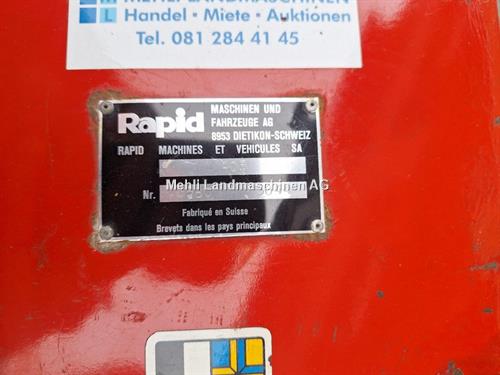 Handel • Miete • Auktionen
Tel. 081 284 41 45
Rapid
MASCHINEN UND
FAHRZEUGE AG
8953 DIETIKON-SCHWEIZ
RAPID MACHINES ET VEHICULES SA
Mehli Landmaschinen AG
Nr.
Fabriqué en Suisse
Brevets dans les pays principaux